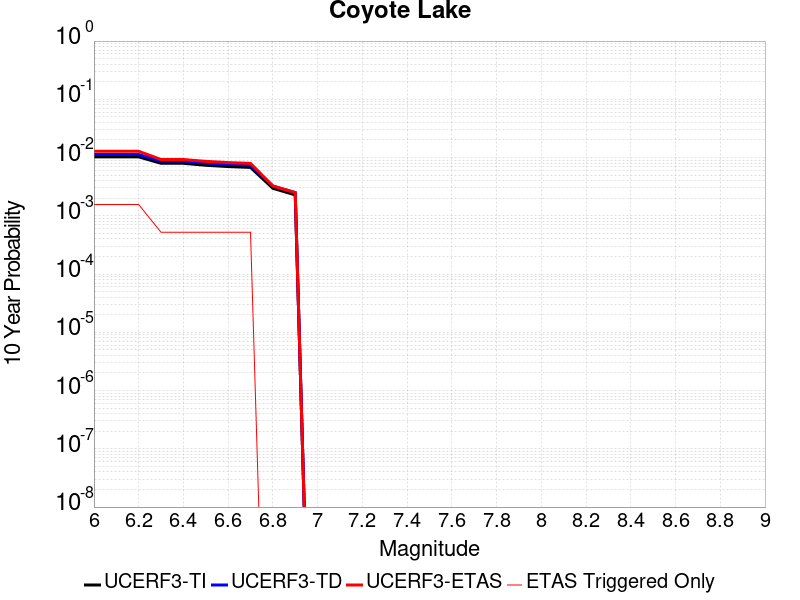 Coyote Lake
10 Year Probability
10^0
10^-1
10^-2
10^-3
10^-4
10^-5
10^-6
10^-7
10^-8
6 6.2 6.4 6.6 6.8 7 7.2 7.4 7.6 7.8 8 8.2 8.4 8.6 8.8 9
Magnitude
UCERF3-TI UCERF3-TD UCERF3-ETAS ETAS Triggered Only